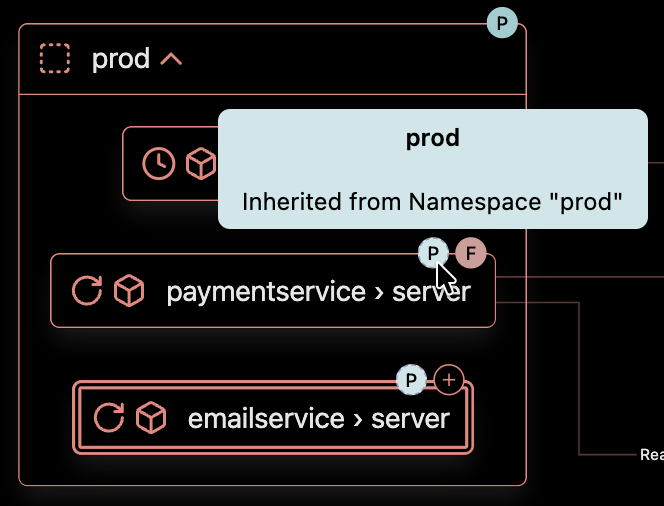 P
prod
prod
Inherited from Namespace "prod"
P F
paymentservice › server
P +
emailservice › server
Rea